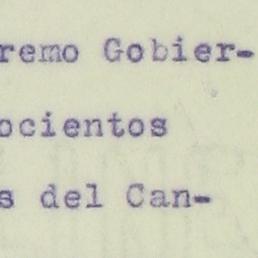 remo Gobier-
ocientos
s del Can-